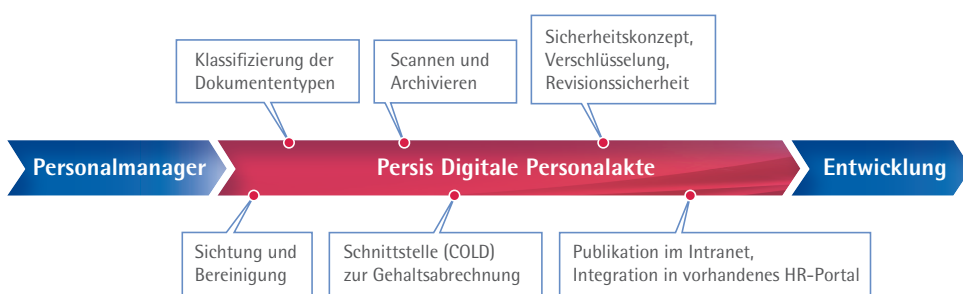 Klassifizierung der
Dokumententypen
Scannen und
Archivieren
Sicherheitskonzept,
Verschlüsselung,
Revisionssicherheit
Personalmanager
Persis Digitale Personalakte
Entwicklung
Sichtung und
Bereinigung
Schnittstelle (COLD)
zur Gehaltsabrechnung
Publikation im Intranet,
Integration in vorhandenes HR-Portal